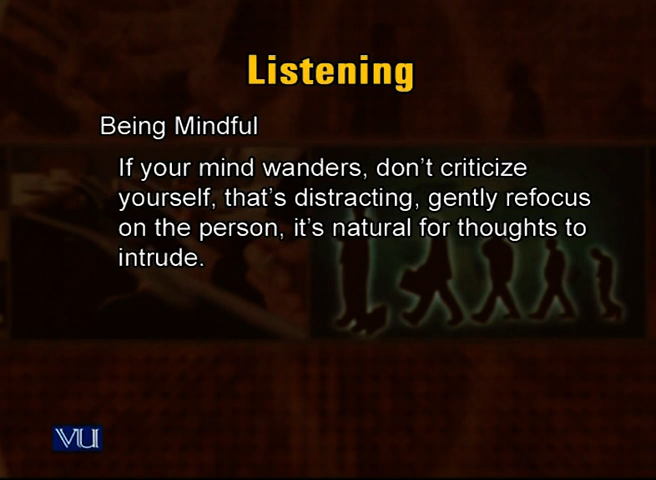 Listening
Being Mindful
If your mind wanders, don't criticize
yourself, that's distracting, gently refocus
on the person, it's natural for thoughts to
intrude.
VU